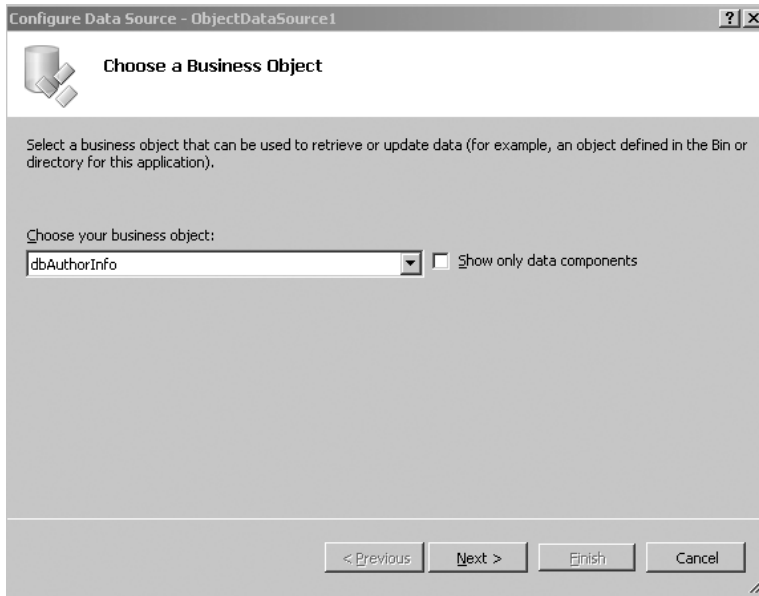 Configure Data Source - ObjectDataSource1
Choose a Business Object
Select a business object that can be used to retrieve or update data (for example, an object defined in the Bin or
directory for this application).
Choose your business object:
dbAuthorInfo
Show only data components
< Previous
Next >
Finish
Cancel